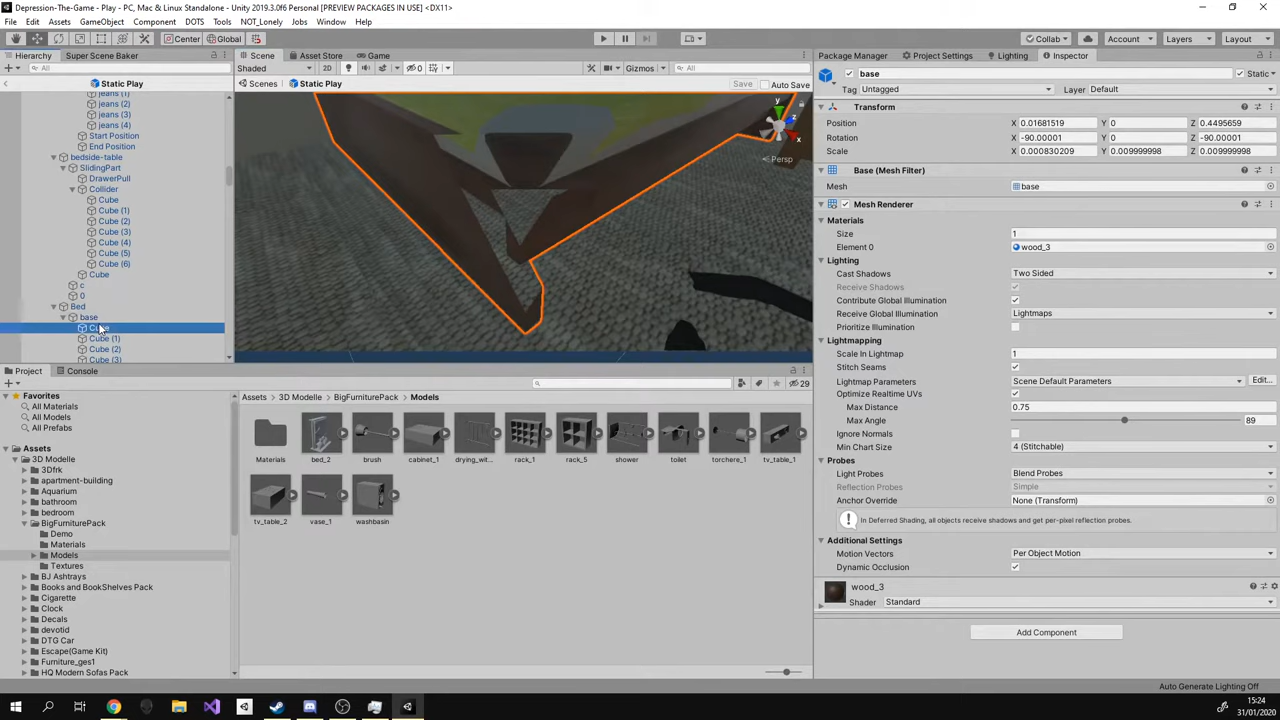 Depression-The-Game - Play - PC, Mac & Linux Standalone - Unity 2019.3.0f6 Personal [PREVIEW PACKAGES IN USE] <DX11>
File Edit Assets GameObject Component DOTS Tools NOT_Lonely Jobs Window Help
Center Global Collab Account Layers Layout
Hierarchy Super Scene Baker
All
Static Play
jeans (1)
jeans (2)
jeans (3)
jeans (4)
Start Position
End Position
bedside-table
SlidingPart
DrawerPull
Collider
Cube
Cube (1)
Cube (2)
Cube (3)
Cube (4)
Cube (5)
Cube (6)
Cube
c
0
Bed
base
Cube (1)
Cube (2)
Cube (3)
Scene Asset Store Game
Shaded 2D 0 Gizmos All
Scenes Static Play Save Auto Save
y
z
x
Persp
Package Manager Project Settings Lighting Inspector
base Static
Tag Untagged Layer Default
Transform
Position X 0.01681519 Y 0 Z 0.4495659
Rotation X -90.00001 Y 0 Z -90.00001
Scale X 0.000830209 Y 0.009999998 Z 0.009999998
Base (Mesh Filter)
Mesh base
Mesh Renderer
Materials
Size 1
Element 0 wood_3
Lighting
Cast Shadows Two Sided
Receive Shadows
Contribute Global Illumination
Receive Global Illumination Lightmaps
Prioritize Illumination
Lightmapping
Scale In Lightmap 1
Stitch Seams
Lightmap Parameters Scene Default Parameters Edit...
Optimize Realtime UVs
Max Distance 0.75
Max Angle 89
Ignore Normals
Min Chart Size 4 (Stitchable)
Probes
Light Probes Blend Probes
Reflection Probes Simple
Anchor Override None (Transform)
In Deferred Shading, all objects receive shadows and get per-pixel reflection probes.
Additional Settings
Motion Vectors Per Object Motion
Dynamic Occlusion
wood_3
Shader Standard
Add Component
Project Console
29
Favorites
All Materials
All Models
All Prefabs
Assets
3D Modelle
3Dfrk
apartment-building
Aquarium
bathroom
bedroom
BigFurniturePack
Demo
Materials
Models
Textures
BJ Ashtrays
Books and BookShelves Pack
Cigarette
Clock
Decals
devotid
DTG Car
Escape(Game Kit)
Furniture_ges1
HQ Modern Sofas Pack
Assets 3D Modelle BigFurniturePack Models
Materials bed_2 brush cabinet_1 drying_wit... rack_1 rack_5 shower toilet torchere_1 tv_table_1
tv_table_2 vase_1 washbasin
Auto Generate Lighting Off
15:24
31/01/2020